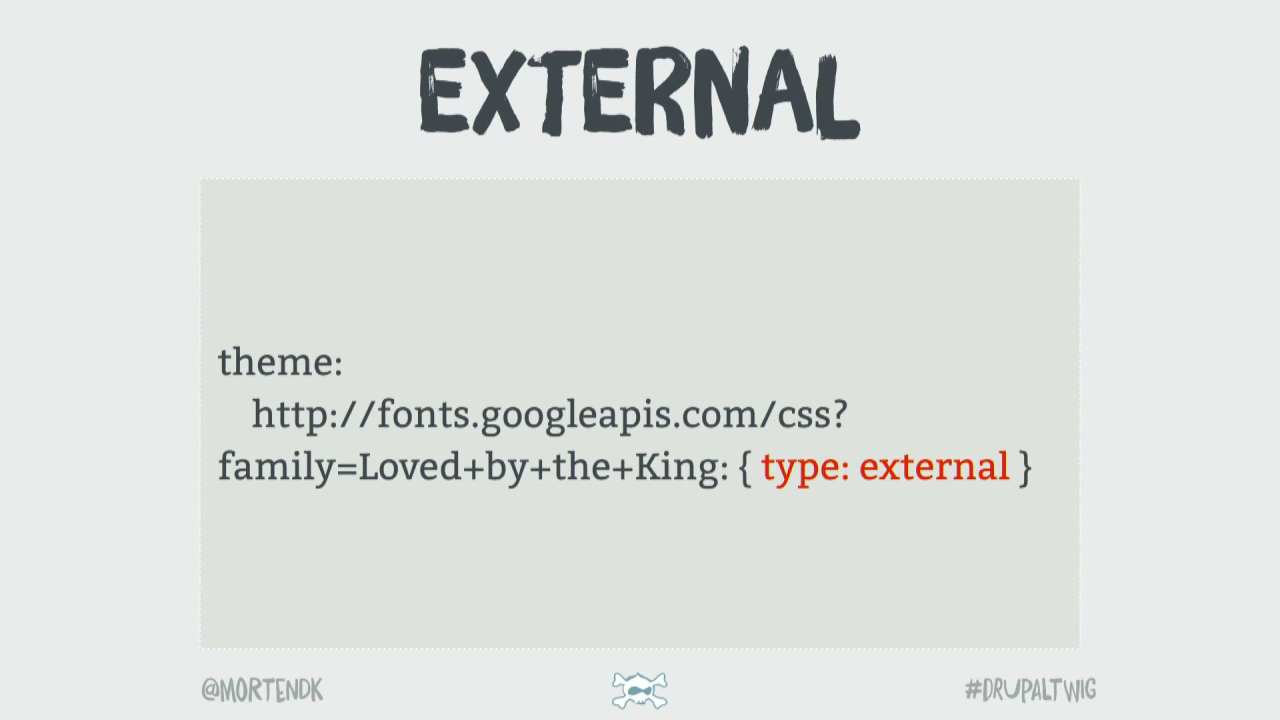 EXTERNAL
theme:
http://fonts.googleapis.com/css?
family=Loved+by+the+King: { type: external }
@MORTENDK
#DRUPALTWIG